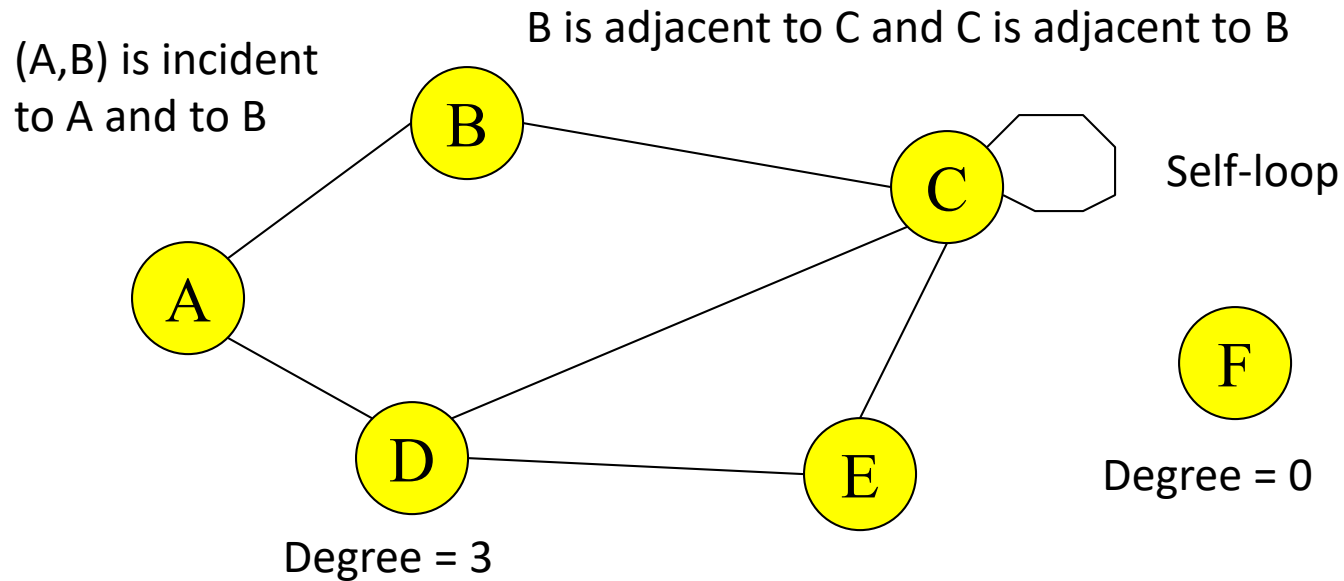 B is adjacent to C and C is adjacent to B
(A,B) is incident
to A and to B
B
C
Self-loop
A
F
D
E
Degree = 0
Degree = 3